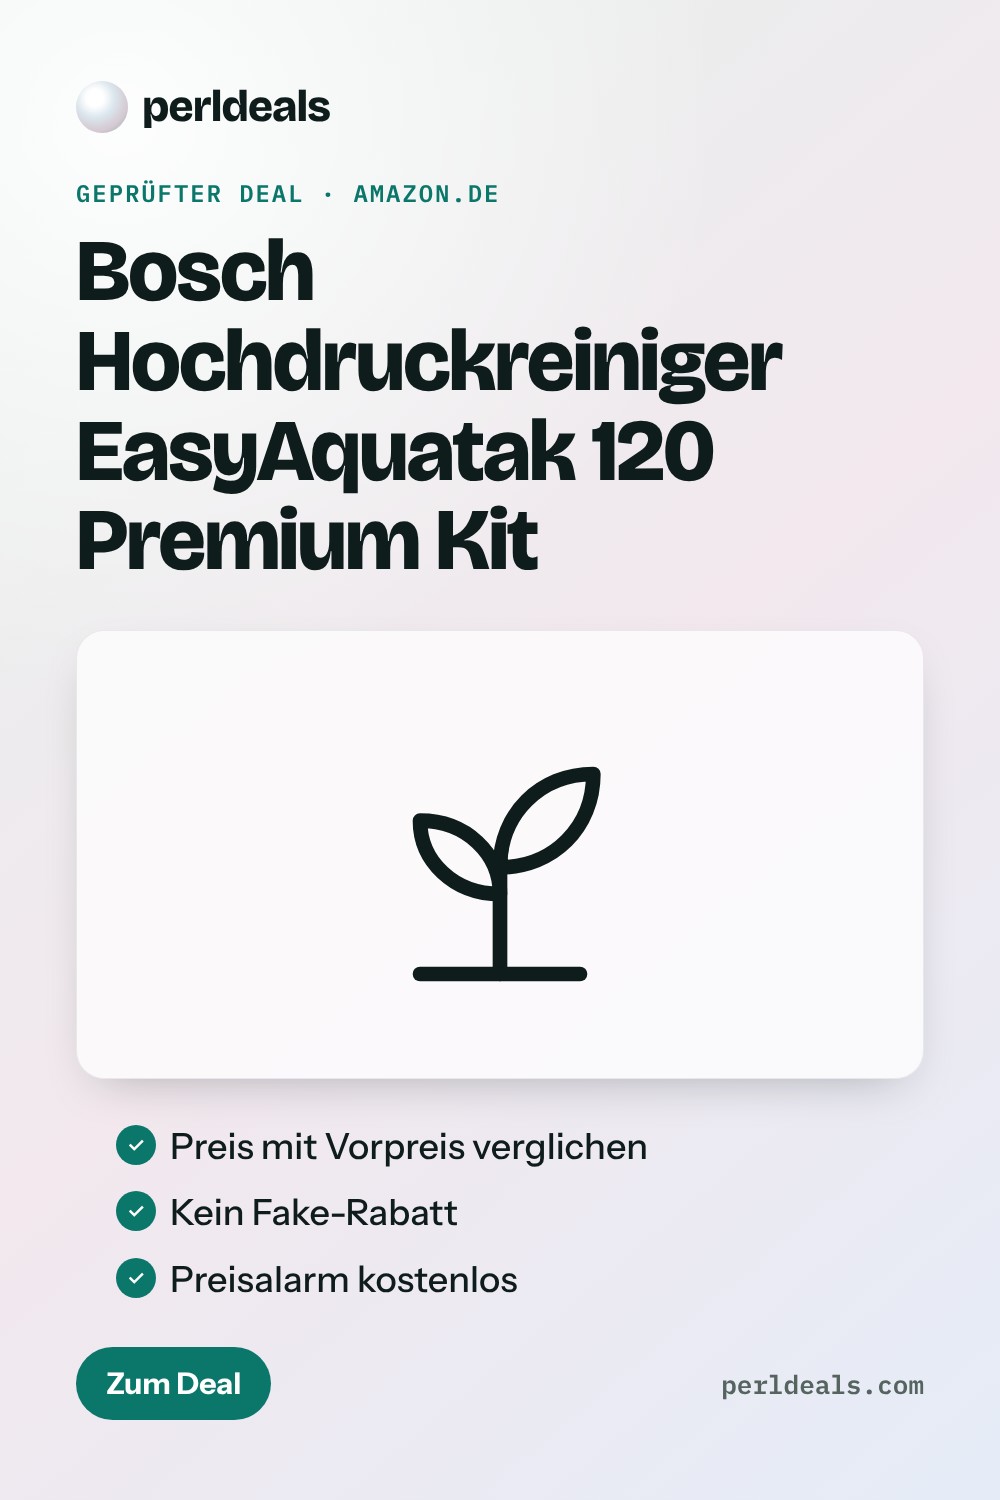 perldeals
GEPRÜFTER DEAL · AMAZON.DE
Bosch
Hochdruckreiniger
EasyAquatak 120
Premium Kit
Preis mit Vorpreis verglichen
Kein Fake-Rabatt
Preisalarm kostenlos
Zum Deal
perldeals.com